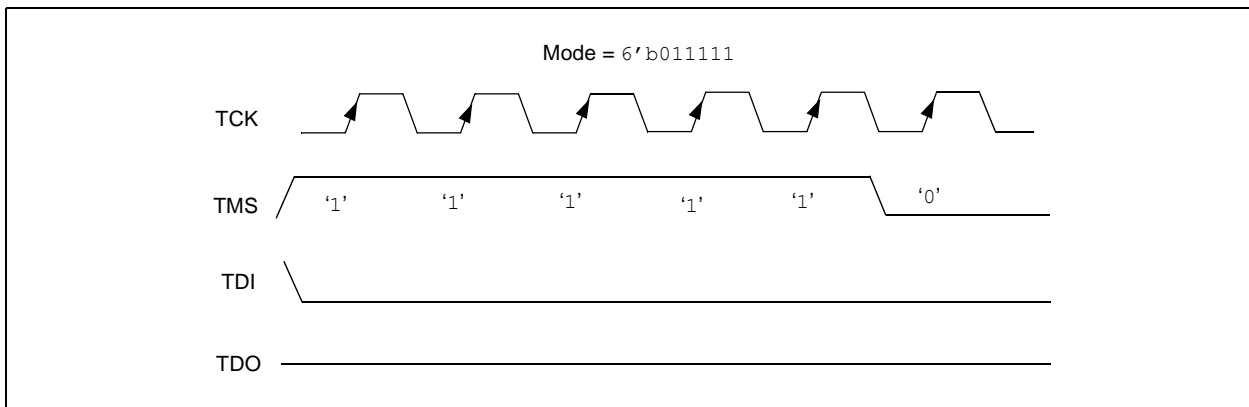 Mode = 6’b011111
TCK
TMS ‘1’ ‘1’ ‘1’ ‘1’ ‘1’ ‘0’
TDI
TDO